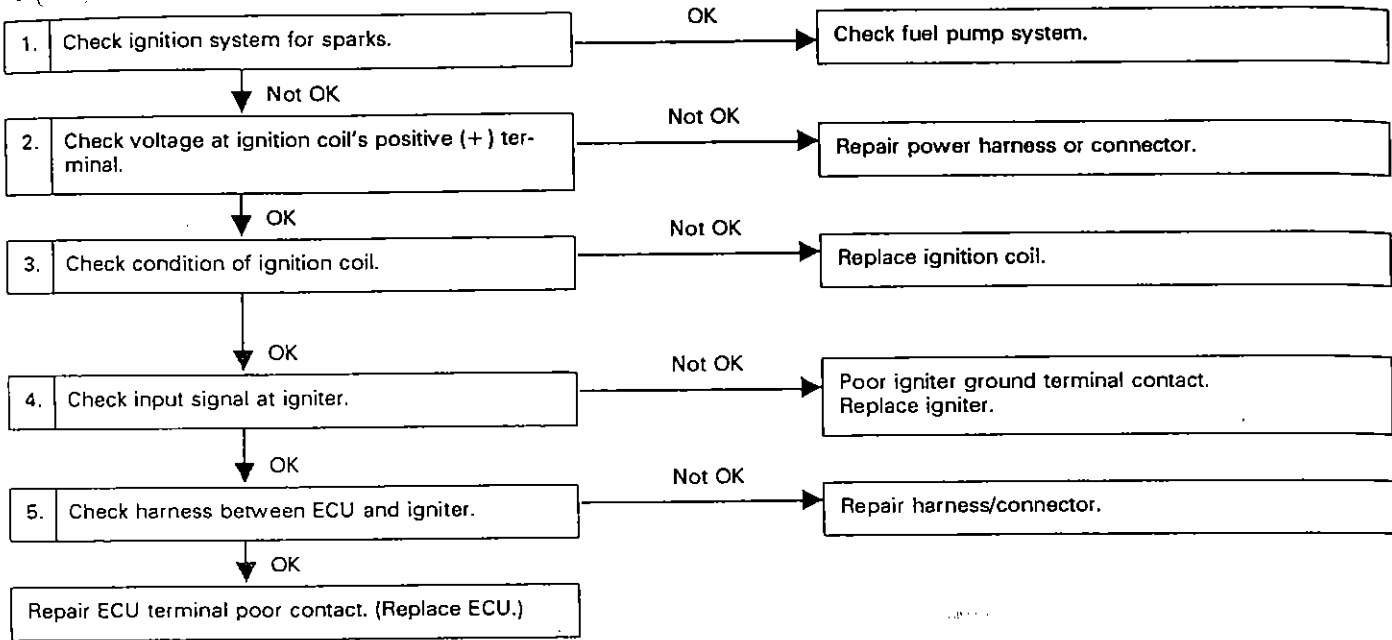 OK
1. Check ignition system for sparks.
Check fuel pump system.
Not OK
2. Check voltage at ignition coil's positive (+) ter-
minal.
Not OK
Repair power harness or connector.
OK
3. Check condition of ignition coil.
Not OK
Replace ignition coil.
OK
4. Check input signal at igniter.
Not OK
Poor igniter ground terminal contact.
Replace igniter.
OK
5. Check harness between ECU and igniter.
Not OK
Repair harness/connector.
OK
Repair ECU terminal poor contact. (Replace ECU.)